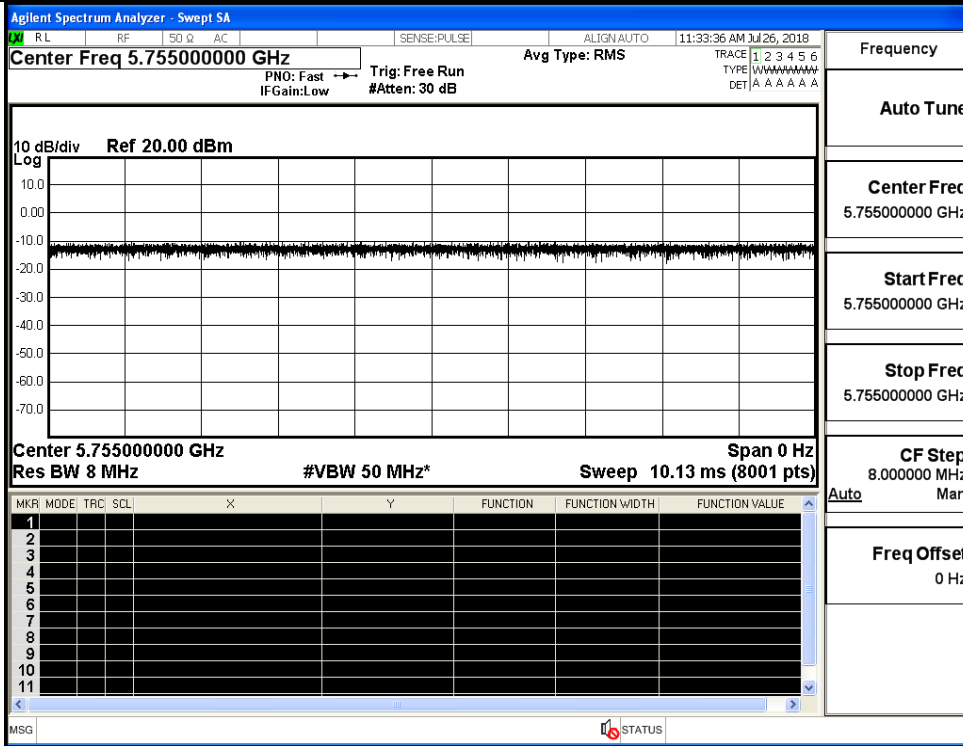 Agilent Spectrum Analyzer - Swept SA
LXI RL RF 50 Ω AC SENSE:PULSE ALIGN AUTO 11:33:36 AM Jul 26, 2018
Center Freq 5.755000000 GHz
PNO: Fast
IFGain:Low
Trig: Free Run
#Atten: 30 dB
Avg Type: RMS
TRACE 1 2 3 4 5 6
TYPE WWWWWW
DET A A A A A A
10 dB/div Ref 20.00 dBm
Log
10.0
0.00
-10.0
-20.0
-30.0
-40.0
-50.0
-60.0
-70.0
Center 5.755000000 GHz Span 0 Hz
Res BW 8 MHz #VBW 50 MHz* Sweep 10.13 ms (8001 pts)
MKR MODE TRC SCL X Y FUNCTION FUNCTION WIDTH FUNCTION VALUE
1
2
3
4
5
6
7
8
9
10
11
MSG STATUS
Frequency
Auto Tune
Center Freq
5.755000000 GHz
Start Freq
5.755000000 GHz
Stop Freq
5.755000000 GHz
CF Step
8.000000 MHz
Auto Man
Freq Offset
0 Hz